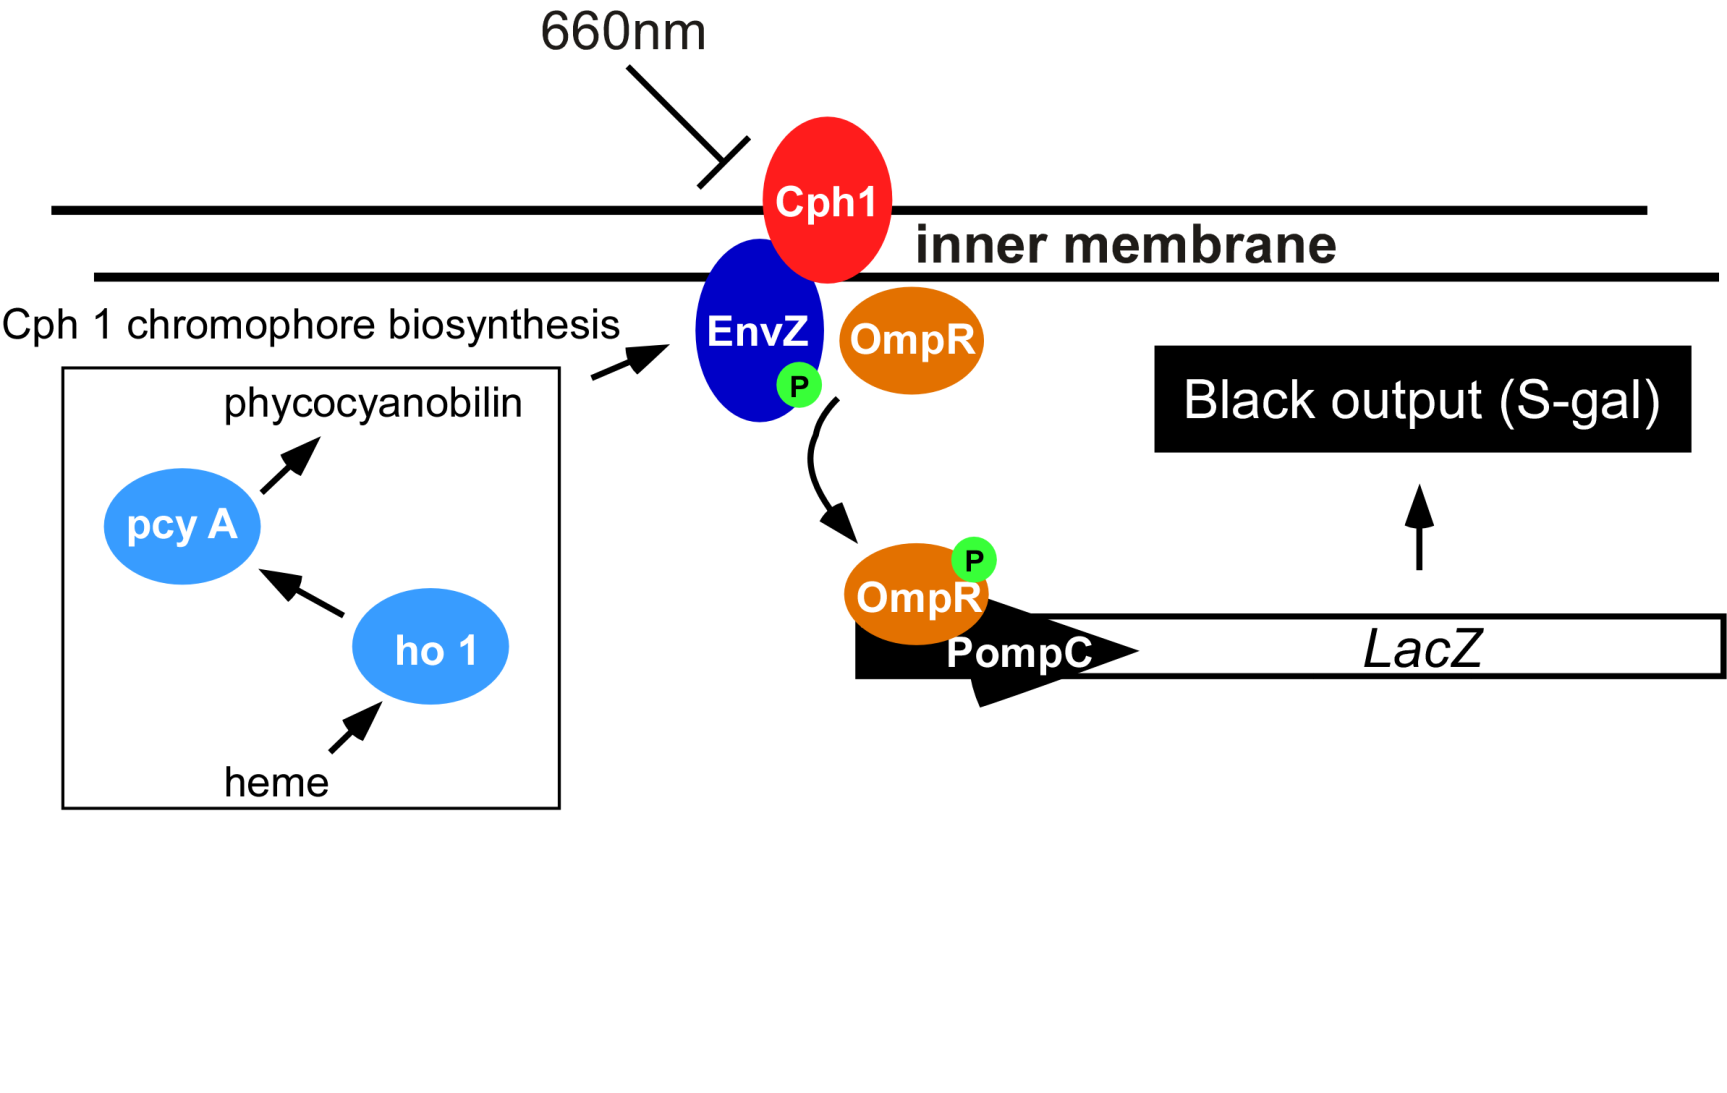 660nm
Cph1
inner membrane
Cph 1 chromophore biosynthesis
EnvZ
OmpR
P
phycocyanobilin
Black output (S-gal)
pcy A
P
OmpR
ho 1
PompC
LacZ
heme